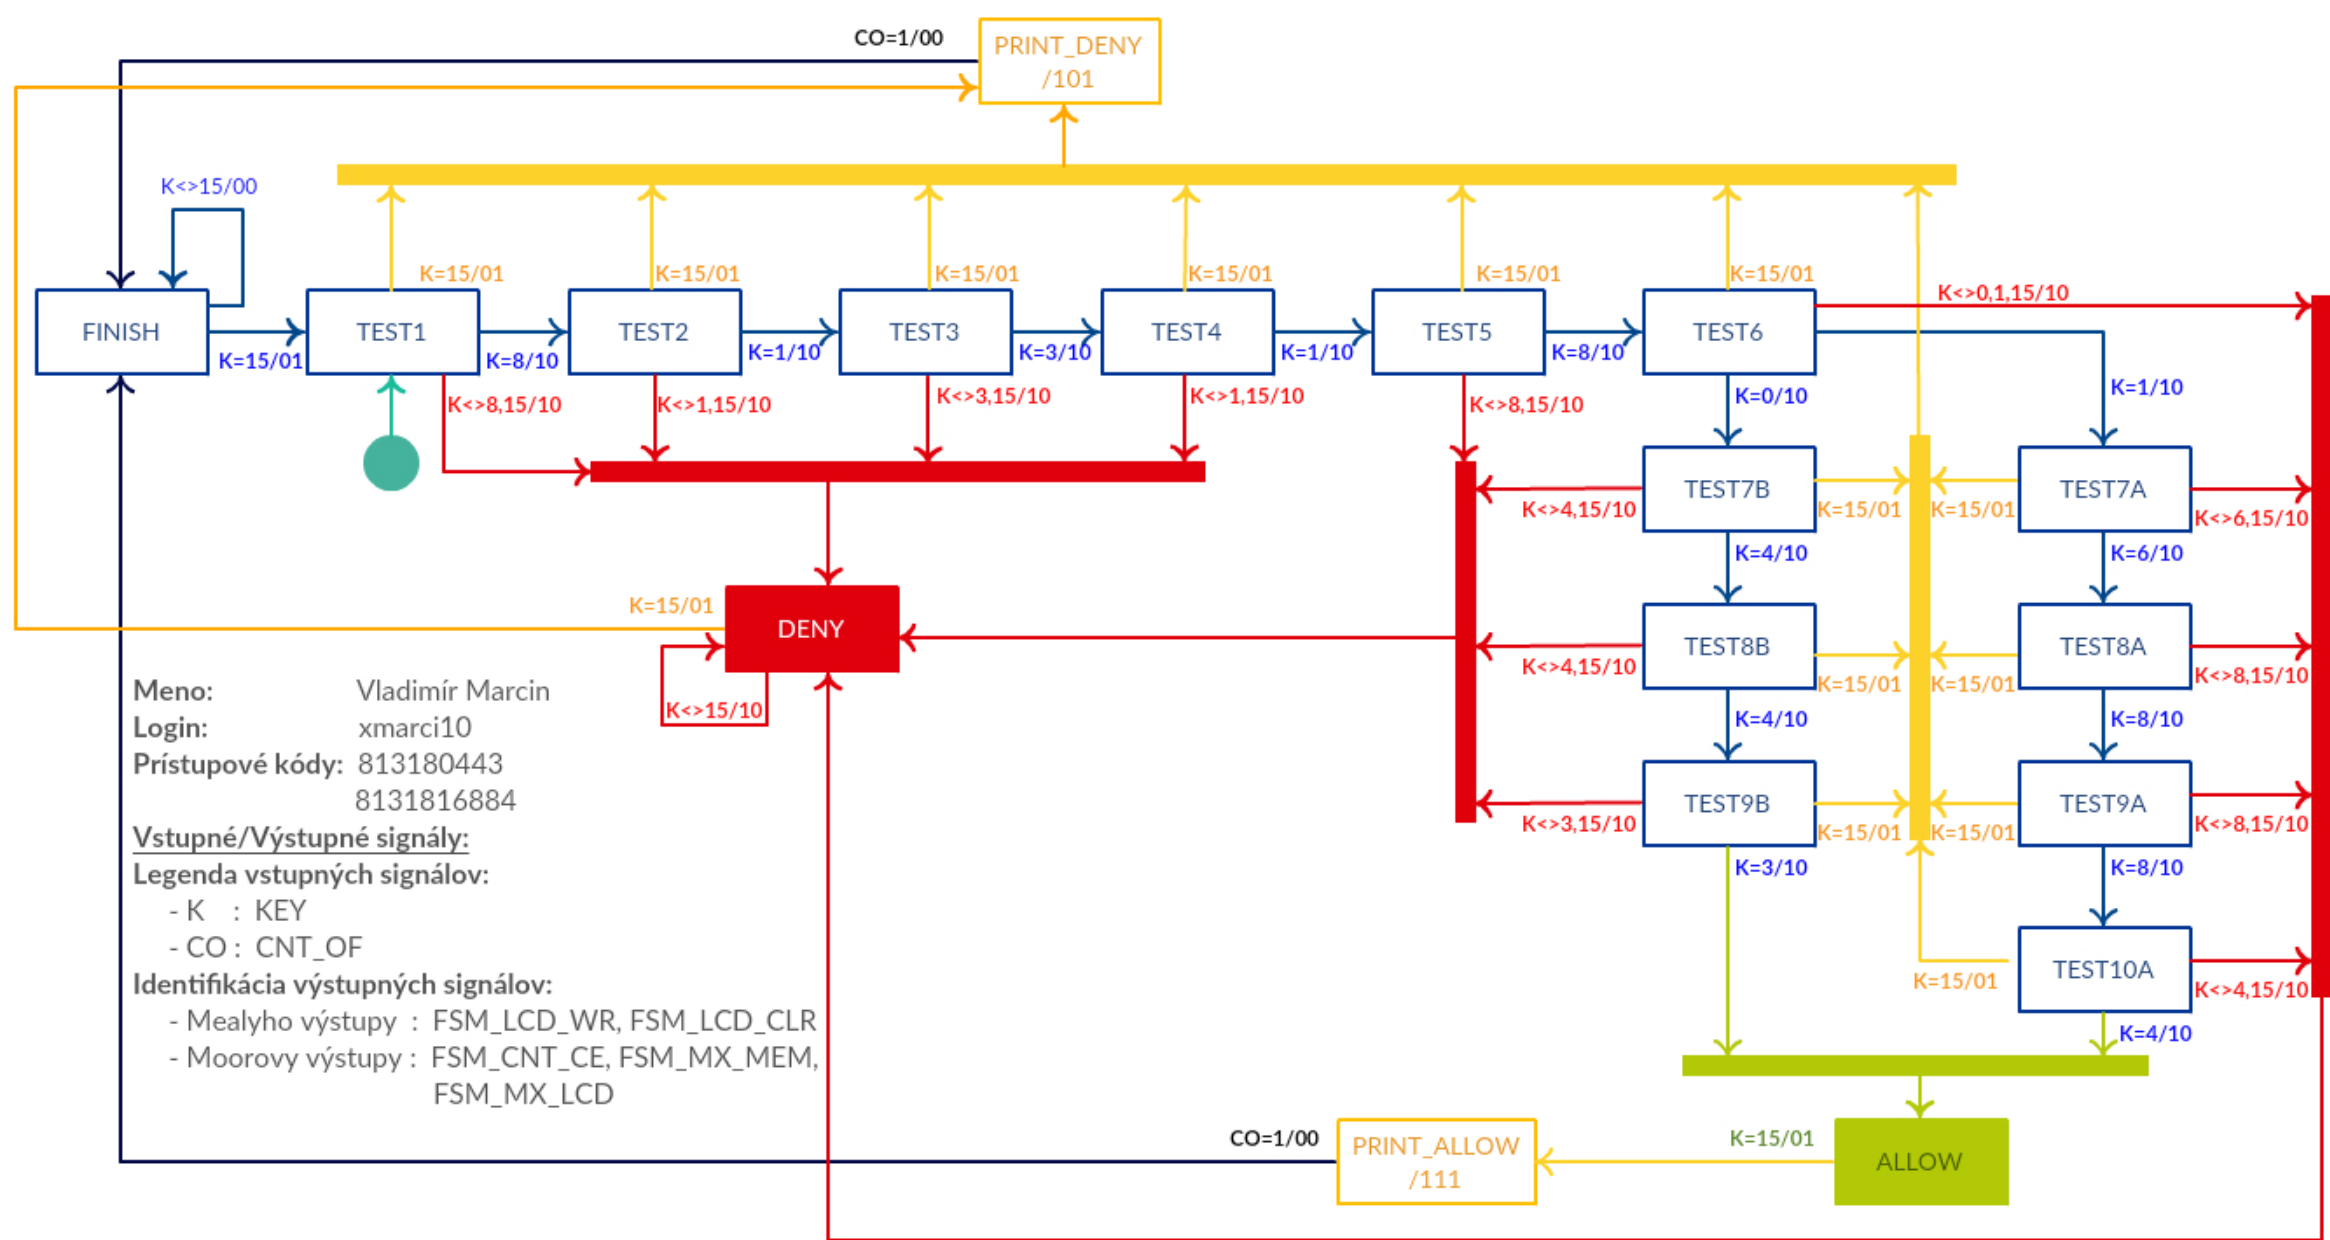 CO=1/00
PRINT_DENY
/101
K<>15/00
K=15/01
K=15/01
K=15/01
K=15/01
K=15/01
K=15/01
K<>0,1,15/10
FINISH
TEST1
TEST2
TEST3
TEST4
TEST5
TEST6
K=15/01
K=8/10
K=1/10
K=3/10
K=1/10
K=8/10
K<>8,15/10
K<>1,15/10
K<>3,15/10
K<>1,15/10
K<>8,15/10
K=0/10
K=1/10
TEST7B
TEST7A
K<>4,15/10
K=15/01
K=15/01
K<>6,15/10
K=4/10
K=6/10
K=15/01
DENY
TEST8B
TEST8A
K<>4,15/10
K=15/01
K=15/01
K<>8,15/10
K<>15/10
K=4/10
K=8/10
Meno: Vladimír Marcin
Login: xmarci10
Prístupové kódy: 813180443
8131816884
TEST9B
TEST9A
K<>3,15/10
K=15/01
K=15/01
K<>8,15/10
K=3/10
K=8/10
Vstupné/Výstupné signály:
Legenda vstupných signálov:
- K : KEY
- CO : CNT_OF
Identifikácia výstupných signálov:
- Mealyho výstupy : FSM_LCD_WR, FSM_LCD_CLR
- Moorovy výstupy : FSM_CNT_CE, FSM_MX_MEM,
FSM_MX_LCD
TEST10A
K=15/01
K<>4,15/10
K=4/10
CO=1/00
PRINT_ALLOW
/111
K=15/01
ALLOW